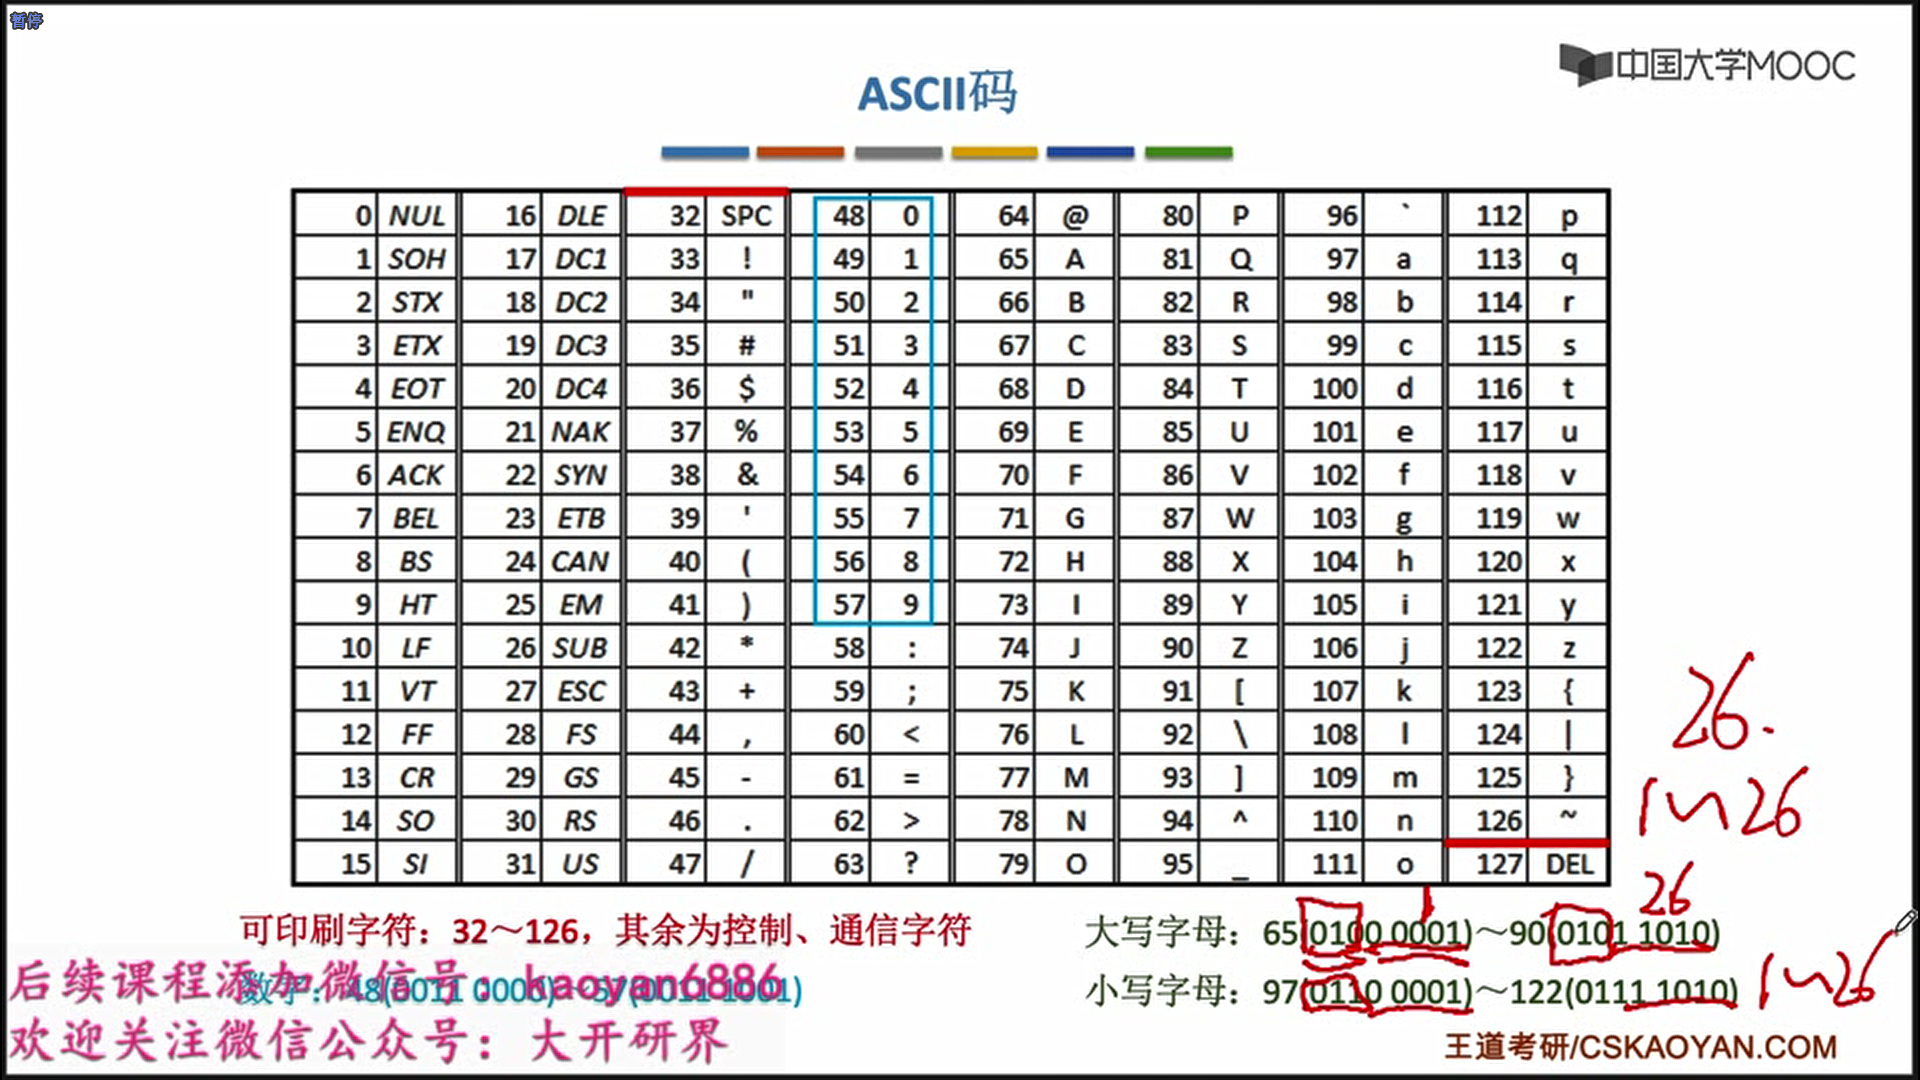 暂停
中国大学MOOC
ASCII码
0 NUL 16 DLE 32 SPC 48 0 64 @ 80 P 96 ` 112 p
1 SOH 17 DC1 33 ! 49 1 65 A 81 Q 97 a 113 q
2 STX 18 DC2 34 " 50 2 66 B 82 R 98 b 114 r
3 ETX 19 DC3 35 # 51 3 67 C 83 S 99 c 115 s
4 EOT 20 DC4 36 $ 52 4 68 D 84 T 100 d 116 t
5 ENQ 21 NAK 37 % 53 5 69 E 85 U 101 e 117 u
6 ACK 22 SYN 38 & 54 6 70 F 86 V 102 f 118 v
7 BEL 23 ETB 39 ' 55 7 71 G 87 W 103 g 119 w
8 BS 24 CAN 40 ( 56 8 72 H 88 X 104 h 120 x
9 HT 25 EM 41 ) 57 9 73 I 89 Y 105 i 121 y
10 LF 26 SUB 42 * 58 : 74 J 90 Z 106 j 122 z
11 VT 27 ESC 43 + 59 ; 75 K 91 [ 107 k 123 {
12 FF 28 FS 44 , 60 < 76 L 92 \ 108 l 124 |
13 CR 29 GS 45 - 61 = 77 M 93 ] 109 m 125 }
14 SO 30 RS 46 . 62 > 78 N 94 ^ 110 n 126 ~
15 SI 31 US 47 / 63 ? 79 O 95 _ 111 o 127 DEL
26.
1~26
1 26
可印刷字符：32～126，其余为控制、通信字符
大写字母：65(0100 0001)～90(0101 1010)
数字：48(0011 0000)～57(0011 1001)
小写字母：97(0110 0001)～122(0111 1010)
1~26
后续课程添加微信号：kaoyan6886
欢迎关注微信公众号：大开研界
王道考研/CSKAOYAN.COM